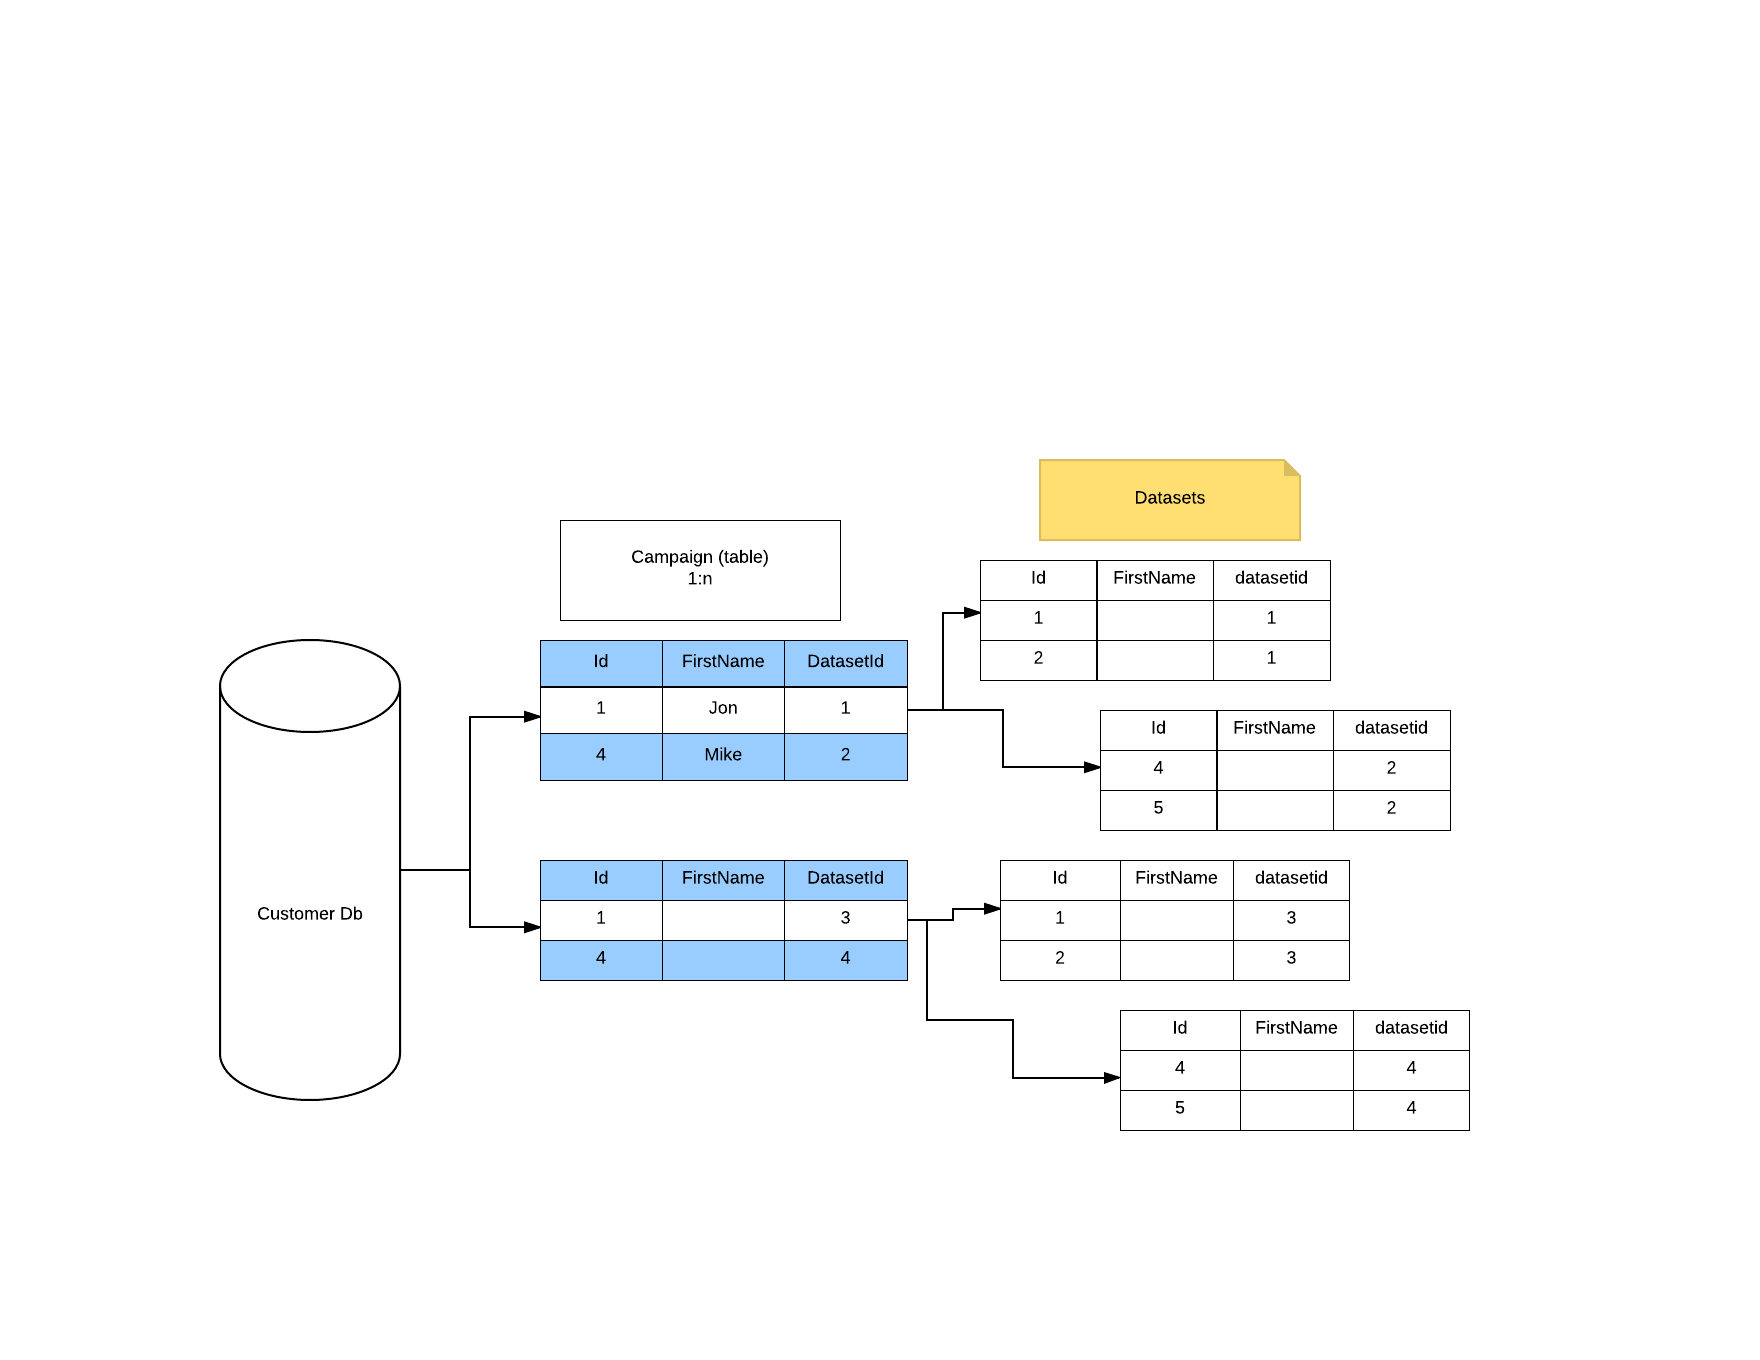 Datasets
Campaign (table)
1:n
Id FirstName datasetid
1 1
2 1
Id FirstName DatasetId
1 Jon 1
4 Mike 2
Id FirstName datasetid
4 2
5 2
Customer Db
Id FirstName DatasetId
1 3
4 4
Id FirstName datasetid
1 3
2 3
Id FirstName datasetid
4 4
5 4